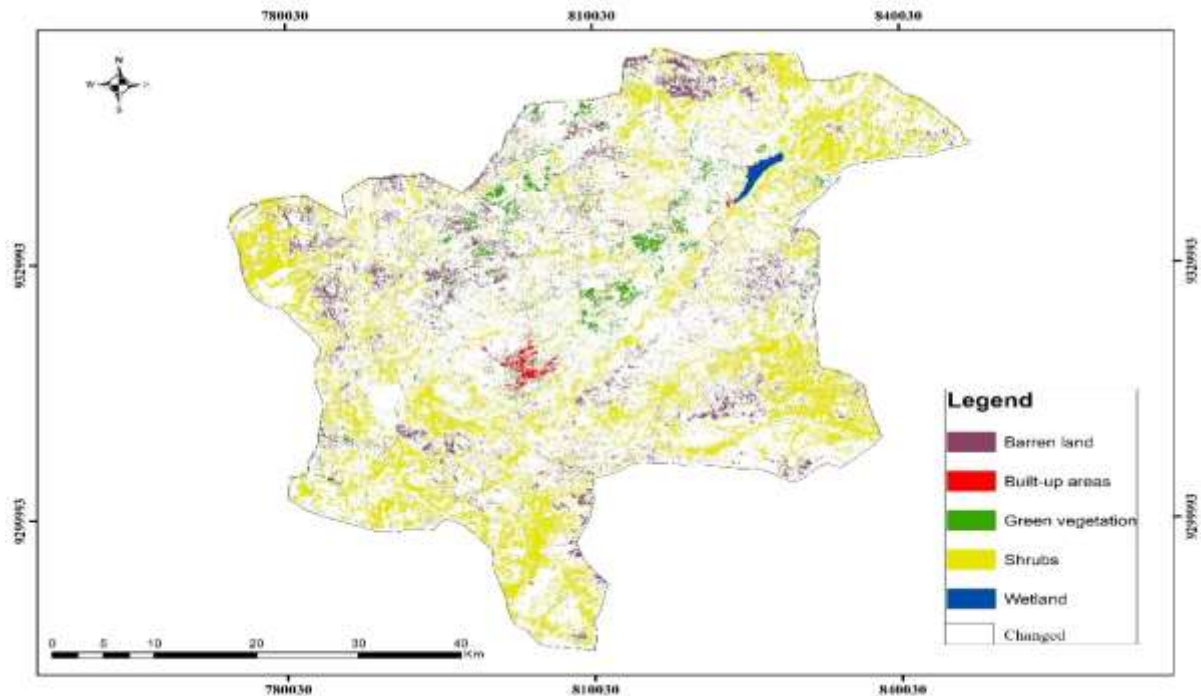 780030 810030 840030
N
W
S
9329993 9329993
9299993 9299993
Legend
Barren land
Built-up areas
Green vegetation
Shrubs
Wetland
Changed
0 5 10 20 30 40
Km
780030 810030 840030